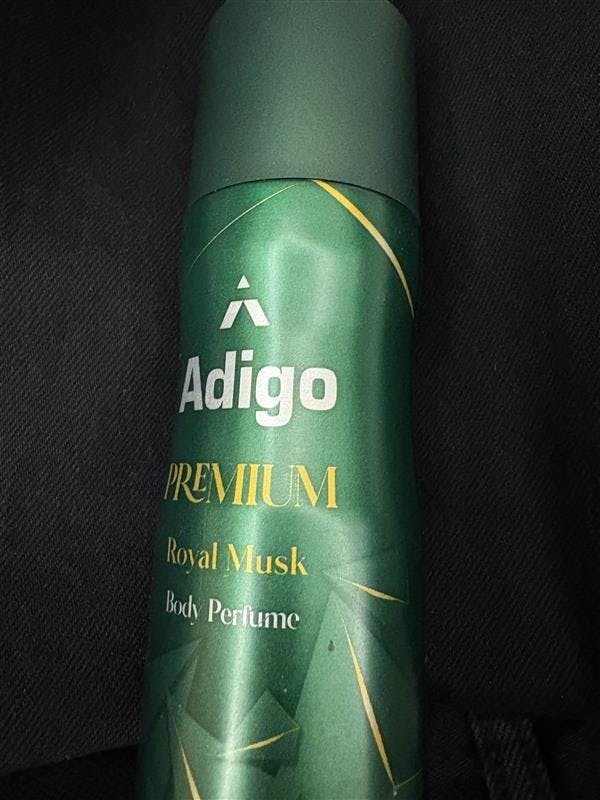 Adigo
PREMIUM
Royal Musk
Body Perfume